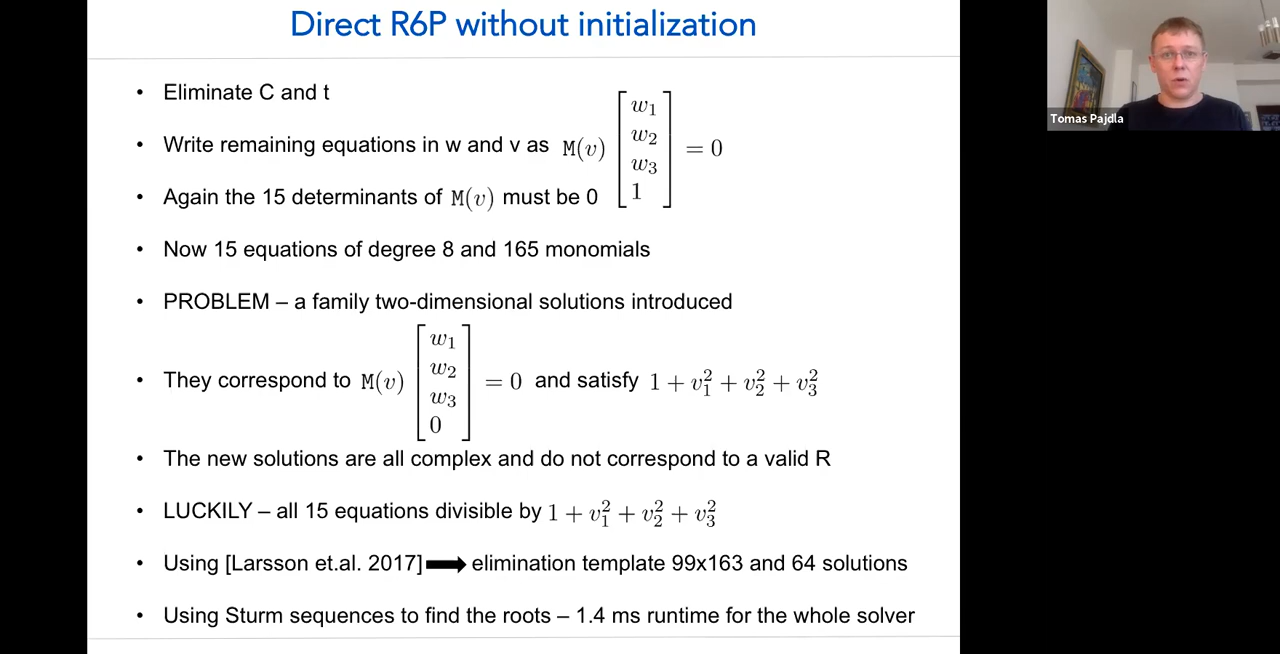 Direct R6P without initialization
• Eliminate C and t
• Write remaining equations in w and v as M(v) [w₁ w₂ w₃ 1] = 0
• Again the 15 determinants of M(v) must be 0
• Now 15 equations of degree 8 and 165 monomials
• PROBLEM – a family two-dimensional solutions introduced
• They correspond to M(v) [w₁ w₂ w₃ 0] = 0 and satisfy 1 + v₁² + v₂² + v₃²
• The new solutions are all complex and do not correspond to a valid R
• LUCKILY – all 15 equations divisible by 1 + v₁² + v₂² + v₃²
• Using [Larsson et.al. 2017] ➡ elimination template 99x163 and 64 solutions
• Using Sturm sequences to find the roots – 1.4 ms runtime for the whole solver
Tomas Pajdla